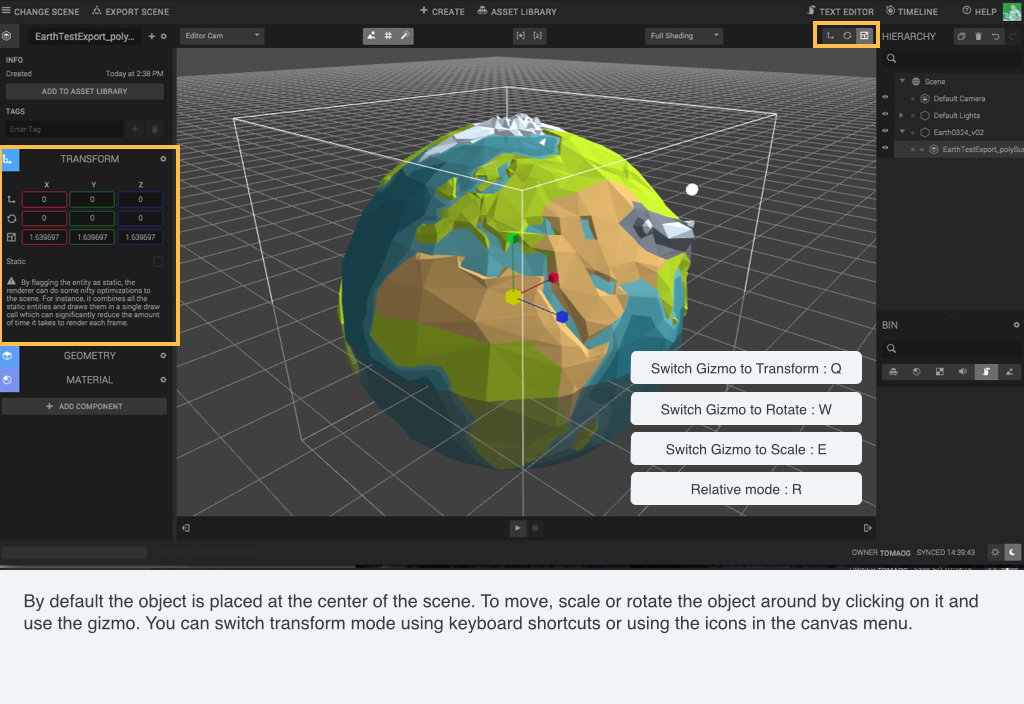 CHANGE SCENE EXPORT SCENE CREATE ASSET LIBRARY TEXT EDITOR TIMELINE HELP
EarthTestExport_poly... Editor Cam Full Shading HIERARCHY
INFO
Created Today at 2:38 PM
ADD TO ASSET LIBRARY
TAGS
Enter Tag
TRANSFORM
X Y Z
0 0 0
0 0 0
1.639697 1.639697 1.639697
Static
By flagging the entity as static, the
renderer can do some nifty optimizations to
the scene. For instance, it combines all the
static entities and draws them in a single draw
call which can significantly reduce the amount
of time it takes to render each frame.
GEOMETRY
MATERIAL
ADD COMPONENT
Scene
Default Camera
Default Lights
Earth0324_v02
EarthTestExport_polySur
BIN
Switch Gizmo to Transform : Q
Switch Gizmo to Rotate : W
Switch Gizmo to Scale : E
Relative mode : R
OWNER TOMAOG SYNCED 14:39:43
By default the object is placed at the center of the scene. To move, scale or rotate the object around by clicking on it and
use the gizmo. You can switch transform mode using keyboard shortcuts or using the icons in the canvas menu.